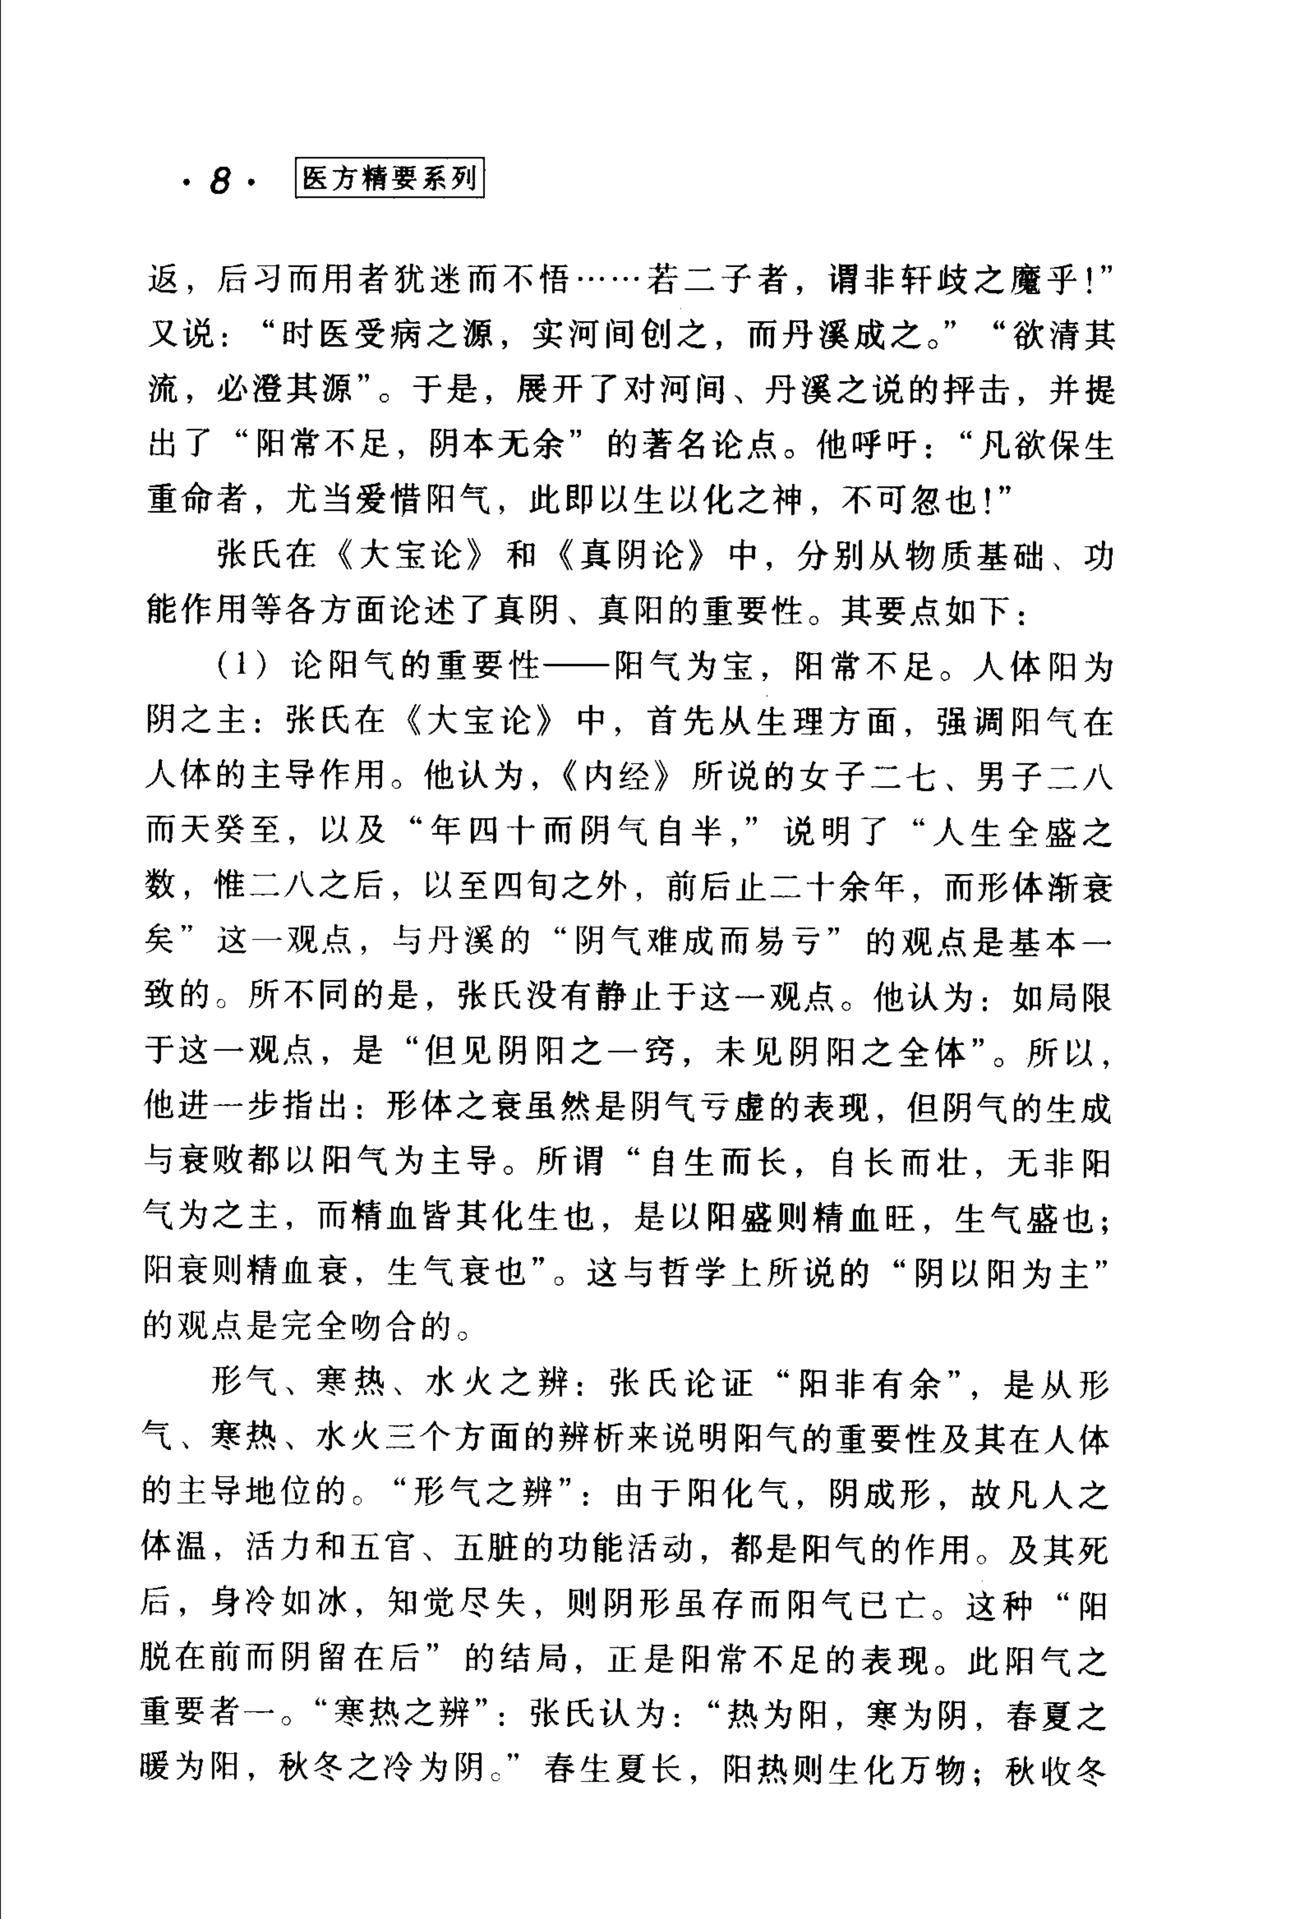 ·8· 医方精要系列
返，后习而用者犹迷而不悟……若二子者，谓非轩歧之魔乎！”
又说：“时医受病之源，实河间创之，而丹溪成之。” “欲清其
流，必澄其源”。于是，展开了对河间、丹溪之说的抨击，并提
出了“阳常不足，阴本无余”的著名论点。他呼吁：“凡欲保生
重命者，尤当爱惜阳气，此即以生以化之神，不可忽也！”
张氏在《大宝论》和《真阴论》中，分别从物质基础、功
能作用等各方面论述了真阴、真阳的重要性。其要点如下：
（1）论阳气的重要性——阳气为宝，阳常不足。人体阳为
阴之主：张氏在《大宝论》中，首先从生理方面，强调阳气在
人体的主导作用。他认为，《内经》所说的女子二七、男子二八
而天癸至，以及“年四十而阴气自半，”说明了“人生全盛之
数，惟二八之后，以至四旬之外，前后止二十余年，而形体渐衰
矣”这一观点，与丹溪的“阴气难成而易亏”的观点是基本一
致的。所不同的是，张氏没有静止于这一观点。他认为：如局限
于这一观点，是“但见阴阳之一窍，未见阴阳之全体”。所以，
他进一步指出：形体之衰虽然是阴气亏虚的表现，但阴气的生成
与衰败都以阳气为主导。所谓“自生而长，自长而壮，无非阳
气为之主，而精血皆其化生也，是以阳盛则精血旺，生气盛也；
阳衰则精血衰，生气衰也”。这与哲学上所说的“阴以阳为主”
的观点是完全吻合的。
形气、寒热、水火之辨：张氏论证“阳非有余”，是从形
气、寒热、水火三个方面的辨析来说明阳气的重要性及其在人体
的主导地位的。“形气之辨”：由于阳化气，阴成形，故凡人之
体温，活力和五官、五脏的功能活动，都是阳气的作用。及其死
后，身冷如冰，知觉尽失，则阴形虽存而阳气已亡。这种“阳
脱在前而阴留在后”的结局，正是阳常不足的表现。此阳气之
重要者一。“寒热之辨”：张氏认为：“热为阳，寒为阴，春夏之
暖为阳，秋冬之冷为阴。”春生夏长，阳热则生化万物；秋收冬